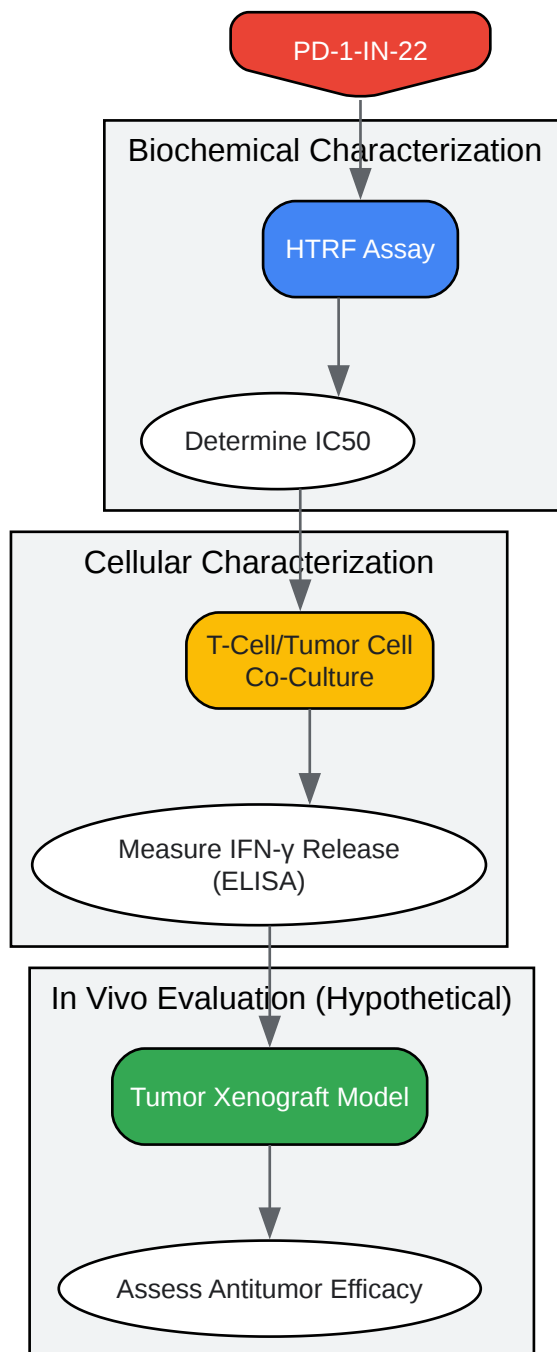 PD-1-IN-22
Biochemical Characterization
HTRF Assay
Determine IC50
Cellular Characterization
T-Cell/Tumor Cell
Co-Culture
Measure IFN-γ Release
(ELISA)
In Vivo Evaluation (Hypothetical)
Tumor Xenograft Model
Assess Antitumor Efficacy